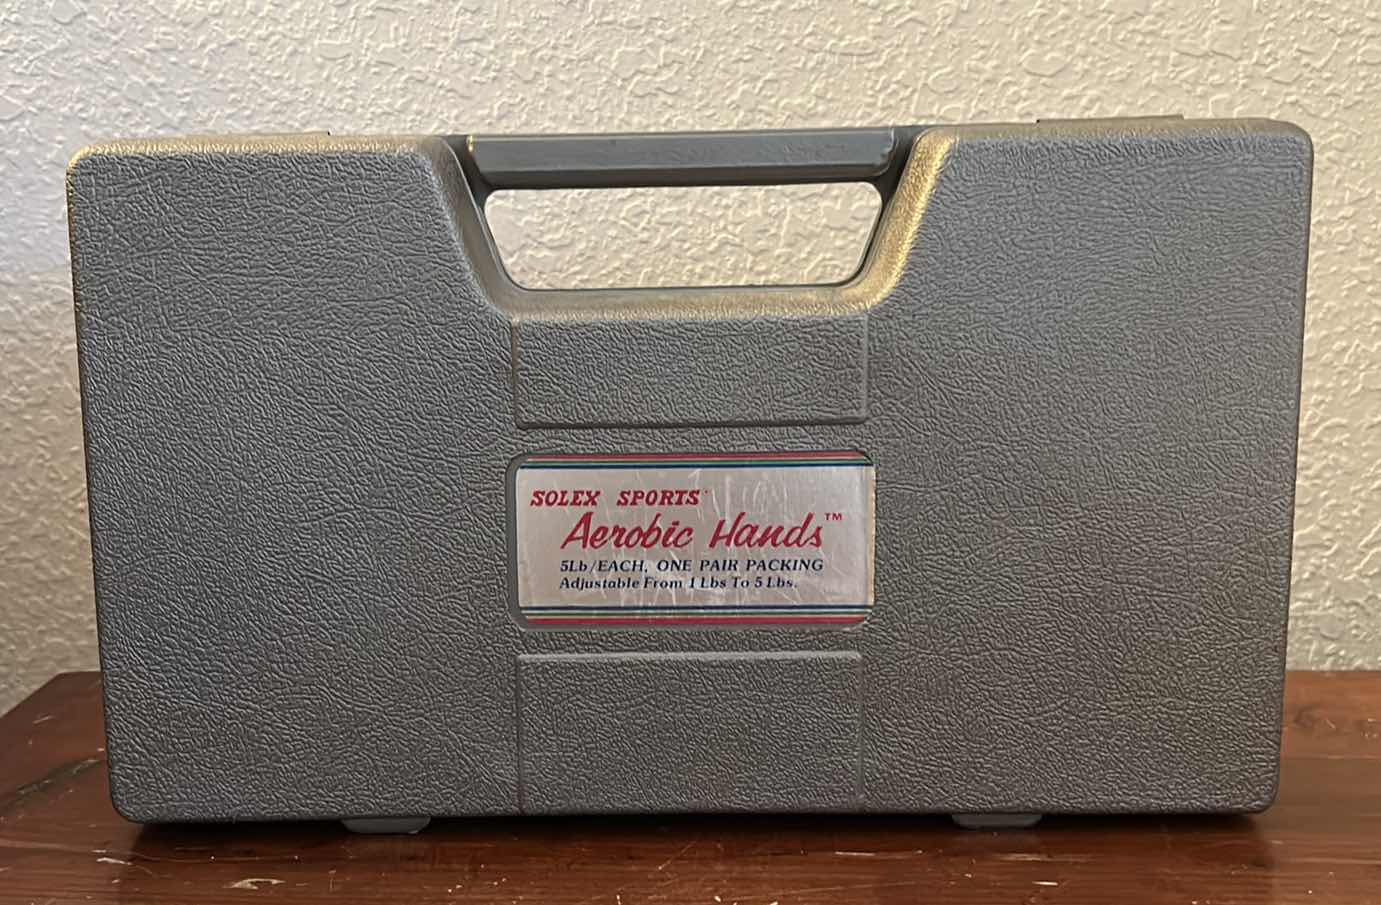 SOLEX SPORTS
Aerobic Hands™
5Lb/EACH, ONE PAIR PACKING
Adjustable From 1 Lbs To 5 Lbs.